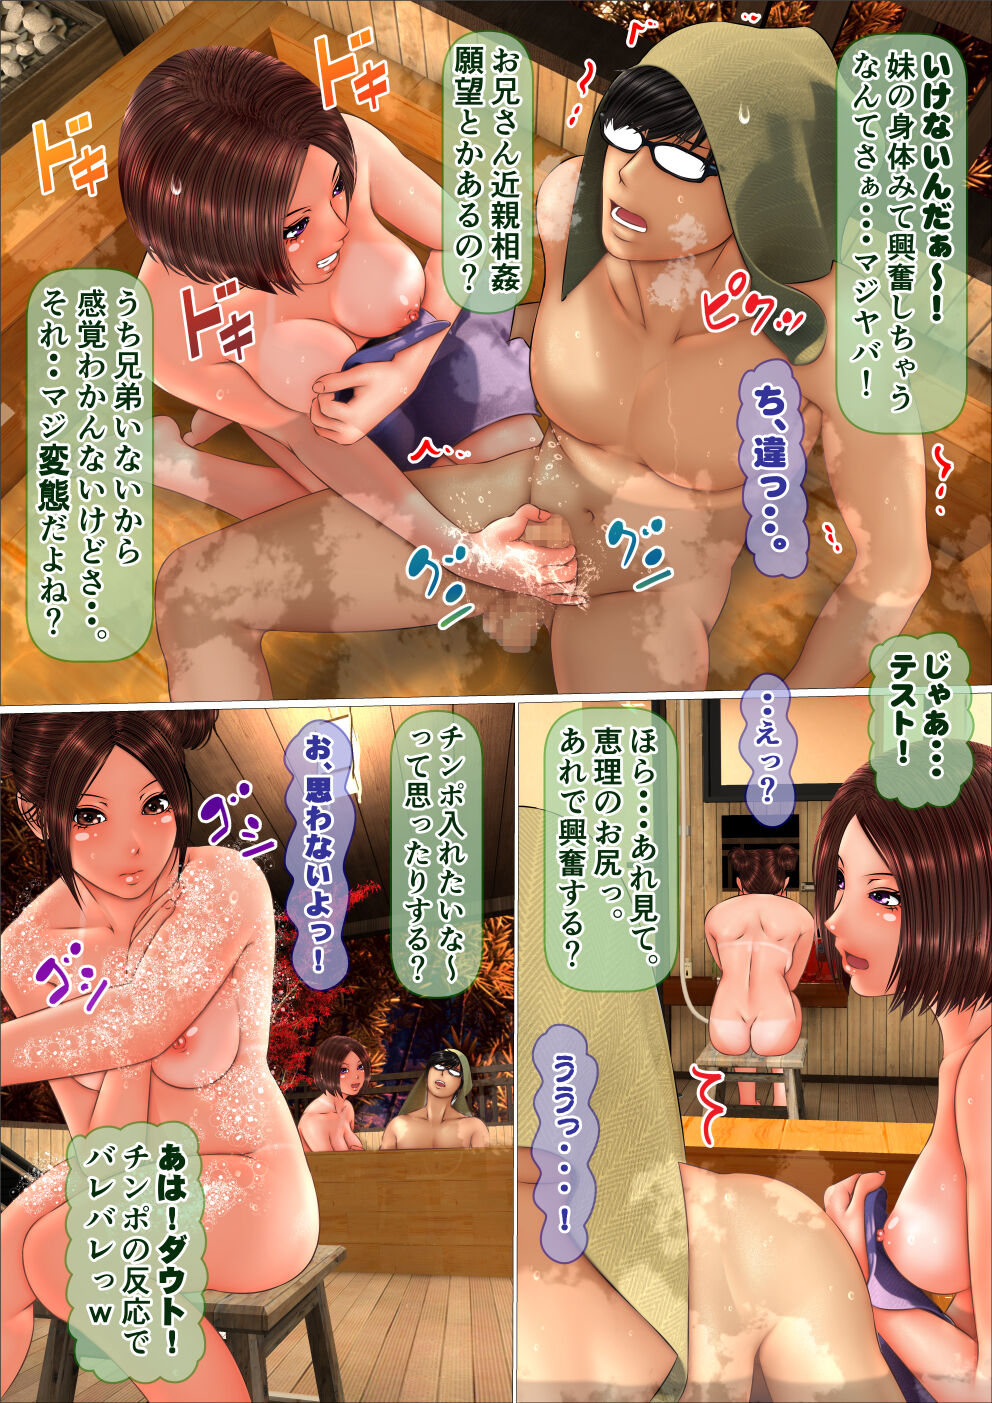 いけないんだぁ～！
妹の身体みて興奮しちゃう
なんてさぁ・・・マジヤバ！
お兄さん近親相姦
願望とかあるの？
ち、違っ・・・。
うち兄弟いないから
感覚わかんないけどさ・・。
それ・・マジ変態だよね？
ドキ
ドキ
ドキ
ピクッ
グッ
グッ
じゃあ・・・
テスト！
・・えっ？
ほら・・・あれ見て。
恵理のお尻っ。
あれで興奮する？
ううっ・・・・！
チンポ入れたいな～
って思ったりする？
お、思わないよっ！
ゴシ
ゴシ
あは！ダウト！
チンポの反応で
バレバレっｗ